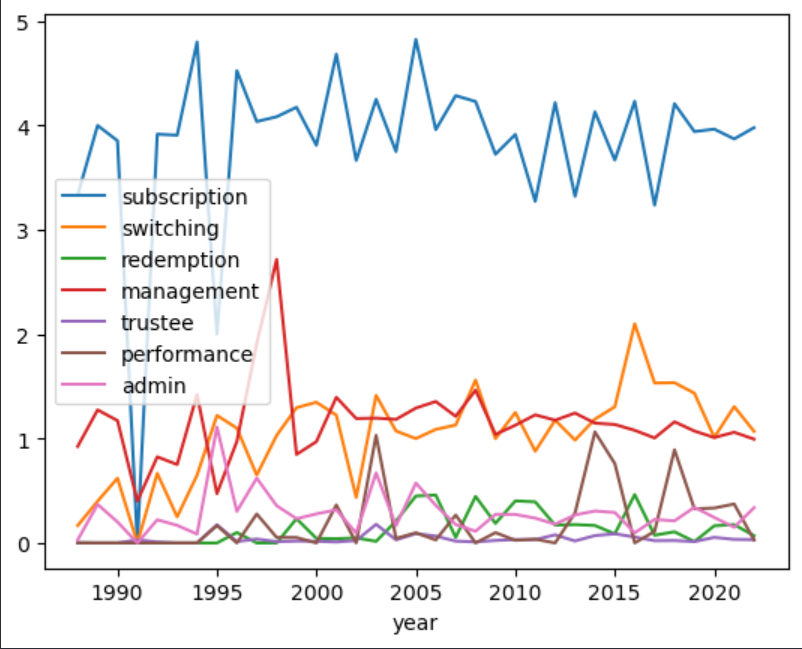 5
4
3
2
1
0
subscription
switching
redemption
management
trustee
performance
admin
1990 1995 2000 2005 2010 2015 2020
year